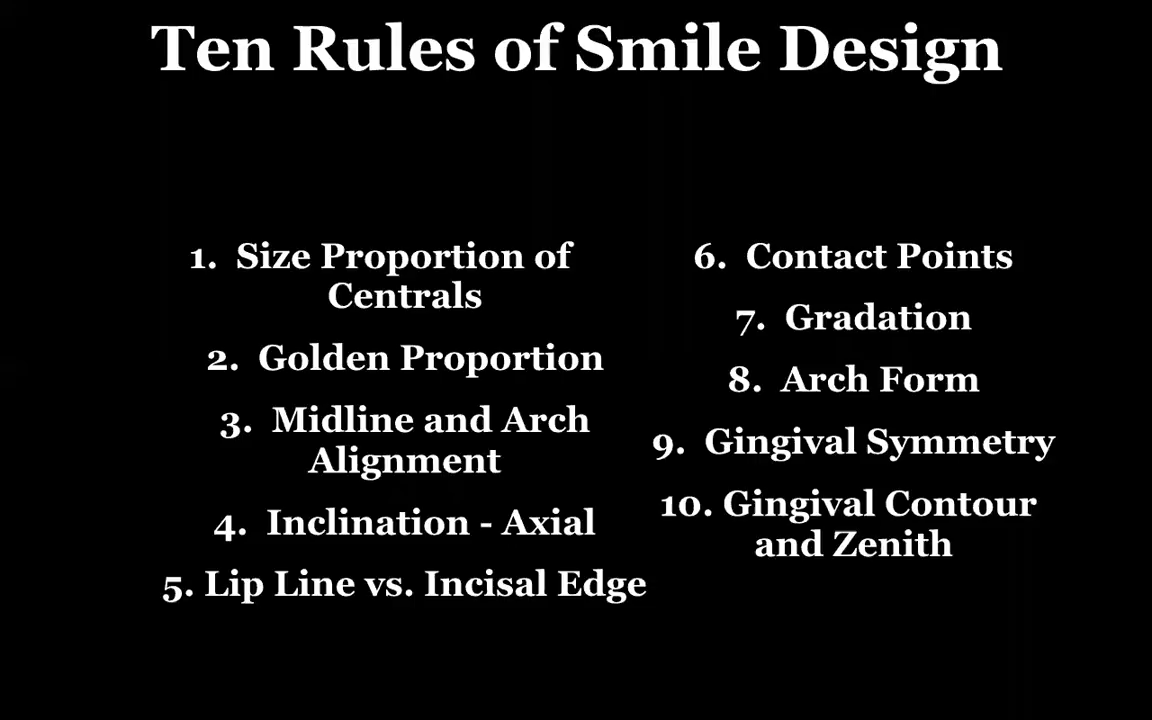 Ten Rules of Smile Design
1. Size Proportion of
Centrals
2. Golden Proportion
3. Midline and Arch
Alignment
4. Inclination - Axial
5. Lip Line vs. Incisal Edge
6. Contact Points
7. Gradation
8. Arch Form
9. Gingival Symmetry
10. Gingival Contour
and Zenith